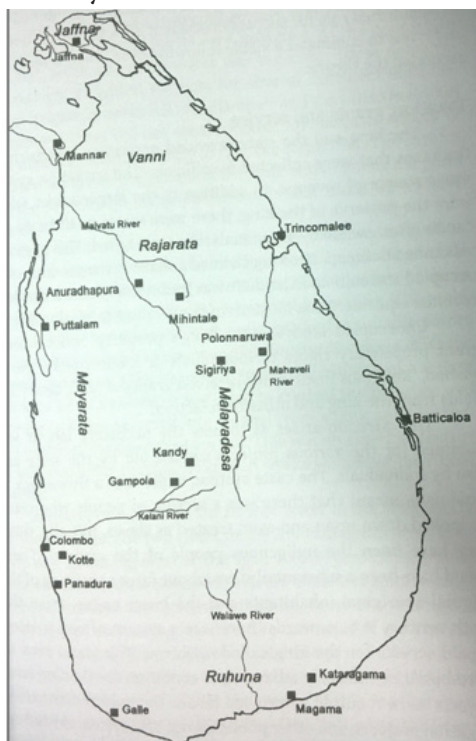 Jaffna
Jaffna
Mannar
Vanni
Malvatu River
Rajarata
Trincomalee
Anuradhapura
Mihintale
Puttalam
Polonnaruwa
Sigiriya
Mahaveli
River
Mayarata
Malayadesa
Batticaloa
Kandy
Gampola
Kalani River
Colombo
Kotte
Panadura
Walawe River
Ruhuna
Kataragama
Magama
Galle